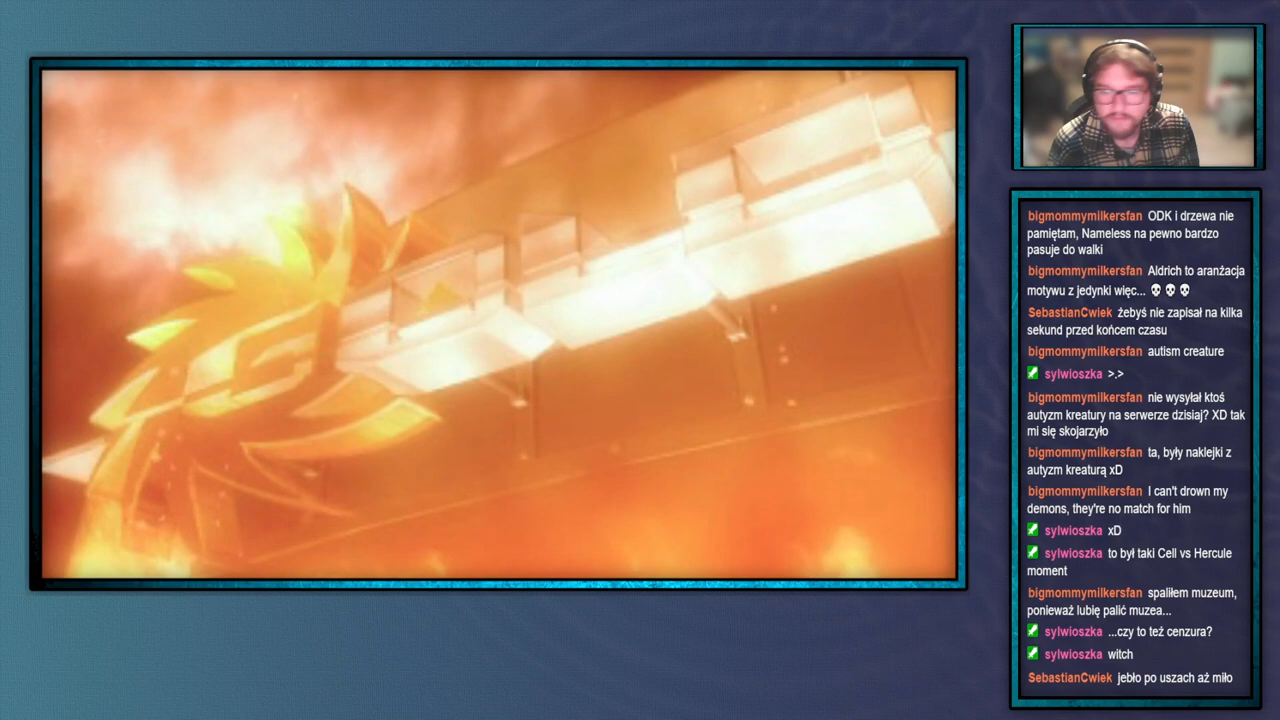 bigmommymilkersfan ODK i drzewa nie
pamiętam, Nameless na pewno bardzo
pasuje do walki
bigmommymilkersfan Aldrich to aranżacja
motywu z jedynki więc... 💀 💀 💀
SebastianCwiek żebyś nie zapisał na kilka
sekund przed końcem czasu
bigmommymilkersfan autism creature
sylwioszka >.>
bigmommymilkersfan nie wysyłał ktoś
autyzm kreatury na serwerze dzisiaj? XD tak
mi się skojarzyło
bigmommymilkersfan ta, były naklejki z
autyzm kreaturą xD
bigmommymilkersfan I can't drown my
demons, they're no match for him
sylwioszka xD
sylwioszka to był taki Cell vs Hercule
moment
bigmommymilkersfan spaliłem muzeum,
ponieważ lubię palić muzea...
sylwioszka ...czy to też cenzura?
sylwioszka witch
SebastianCwiek jebło po uszach aż miło